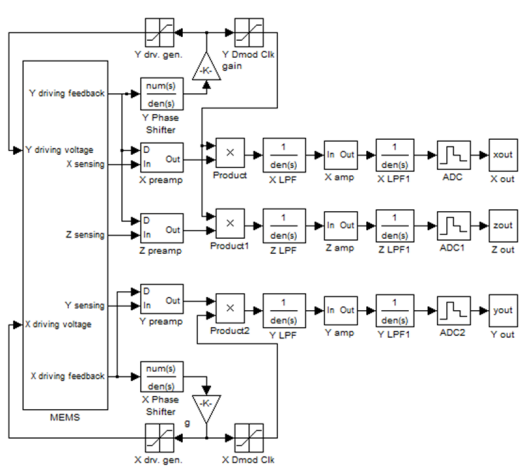 Y drv. gen.
Y Dmod Clk
gain
-K-
Y driving feedback
num(s)
den(s)
Y Phase
Shifter
Y driving voltage
X sensing
D
In
Out
X preamp
×
Product
1
den(s)
X LPF
In Out
X amp
1
den(s)
X LPF1
ADC
xout
X out
Z sensing
D
In
Out
Z preamp
×
Product1
1
den(s)
Z LPF
In Out
Z amp
1
den(s)
Z LPF1
ADC1
zout
Z out
Y sensing
D
In
Out
Y preamp
×
Product2
1
den(s)
Y LPF
In Out
Y amp
1
den(s)
Y LPF1
ADC2
yout
Y out
X driving voltage
X driving feedback
num(s)
den(s)
X Phase
Shifter
-K-
g
MEMS
X drv. gen.
X Dmod Clk